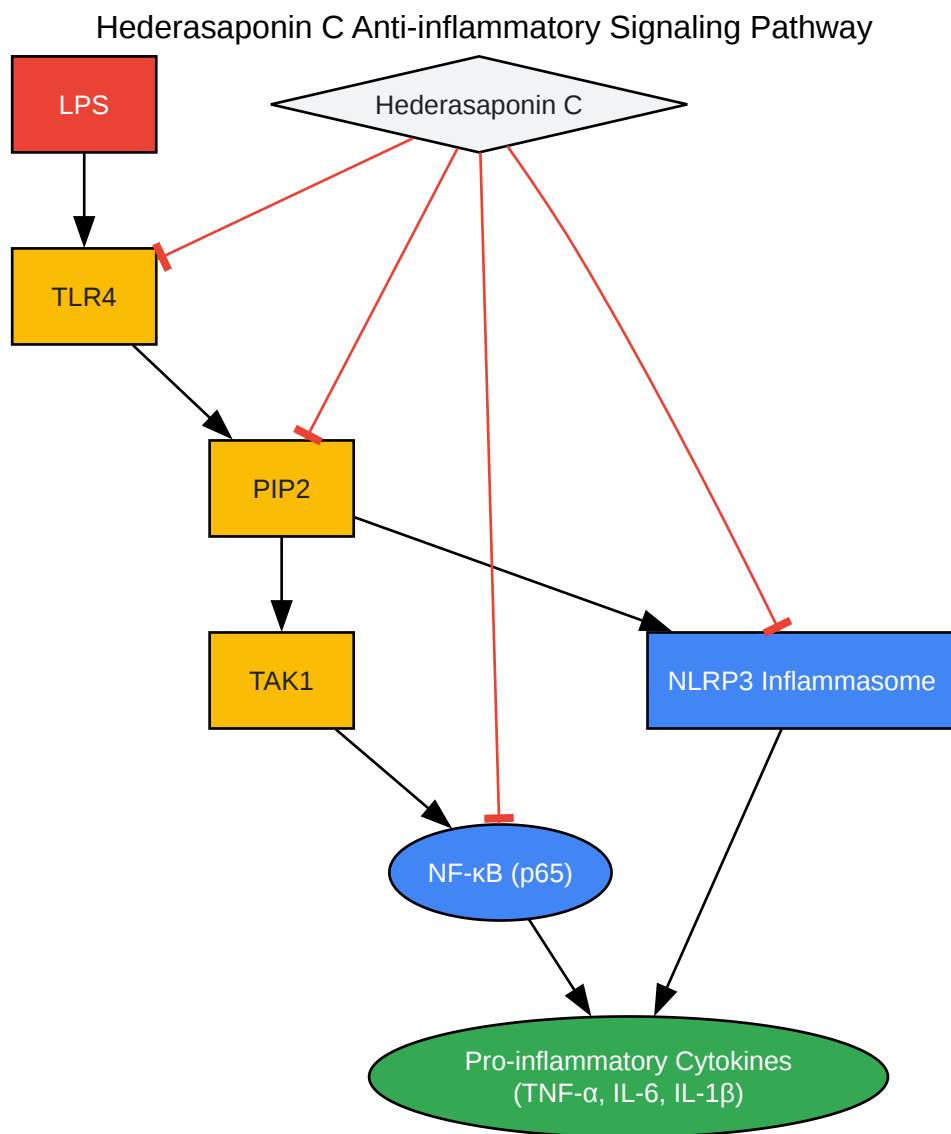 Hederasaponin C Anti-inflammatory Signaling Pathway
LPS
Hederasaponin C
TLR4
PIP2
TAK1
NLRP3 Inflammasome
NF-κB (p65)
Pro-inflammatory Cytokines
(TNF-α, IL-6, IL-1β)